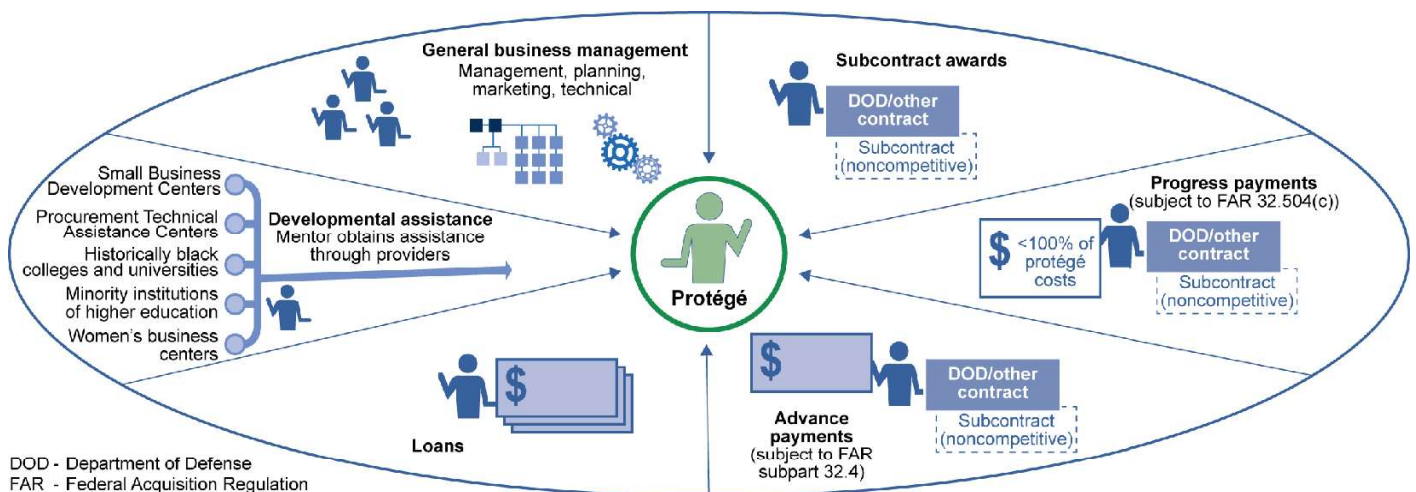 General business management
Management, planning,
marketing, technical
Subcontract awards
DOD/other
contract
Subcontract
(noncompetitive)
Small Business
Development Centers
Procurement Technical
Assistance Centers
Historically black
colleges and universities
Minority institutions
of higher education
Women's business
centers
Developmental assistance
Mentor obtains assistance
through providers
Protégé
Progress payments
(subject to FAR 32.504(c))
$
<100% of
protégé
costs
DOD/other
contract
Subcontract
(noncompetitive)
$
Loans
$
Advance
payments
(subject to FAR
subpart 32.4)
DOD/other
contract
Subcontract
(noncompetitive)
DOD - Department of Defense
FAR - Federal Acquisition Regulation